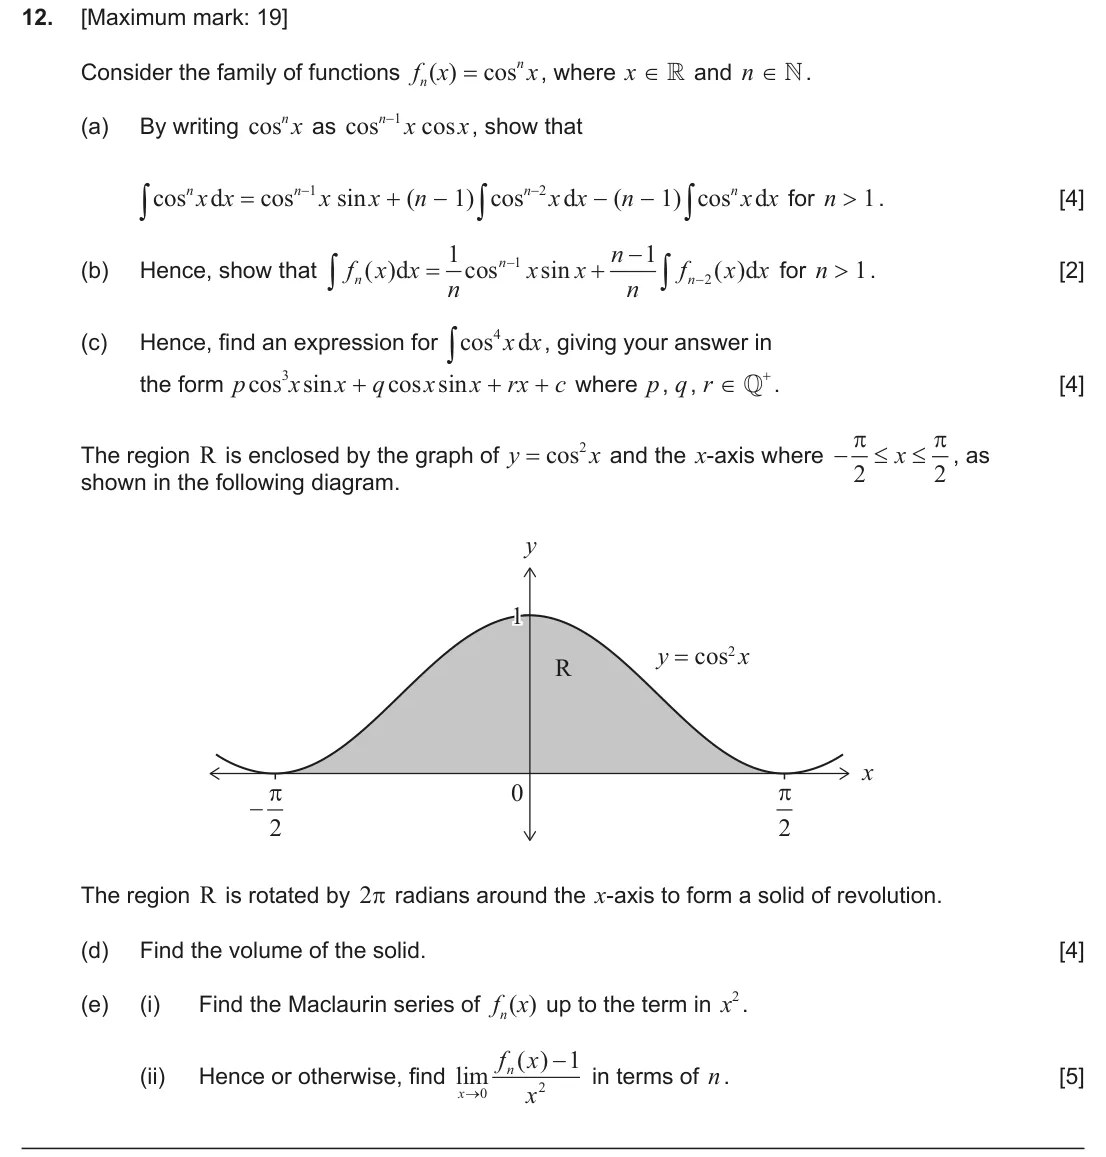 12. [Maximum mark: 19]
Consider the family of functions fₙ(x) = cosⁿx, where x ∈ ℝ and n ∈ ℕ.
(a) By writing cosⁿx as cosⁿ⁻¹x cosx, show that
∫cosⁿx dx = cosⁿ⁻¹x sinx + (n − 1)∫cosⁿ⁻²x dx − (n − 1)∫cosⁿx dx for n > 1. [4]
(b) Hence, show that ∫fₙ(x)dx = 1/n cosⁿ⁻¹x sinx + (n−1)/n ∫fₙ₋₂(x)dx for n > 1. [2]
(c) Hence, find an expression for ∫cos⁴x dx, giving your answer in
the form p cos³x sinx + q cosx sinx + rx + c where p, q, r ∈ ℚ⁺. [4]
The region R is enclosed by the graph of y = cos²x and the x-axis where −π/2 ≤ x ≤ π/2, as
shown in the following diagram.
y
1
R
y = cos²x
x
−π/2
0
π/2
The region R is rotated by 2π radians around the x-axis to form a solid of revolution.
(d) Find the volume of the solid. [4]
(e) (i) Find the Maclaurin series of fₙ(x) up to the term in x².
(ii) Hence or otherwise, find lim x→0 (fₙ(x) − 1)/x² in terms of n. [5]